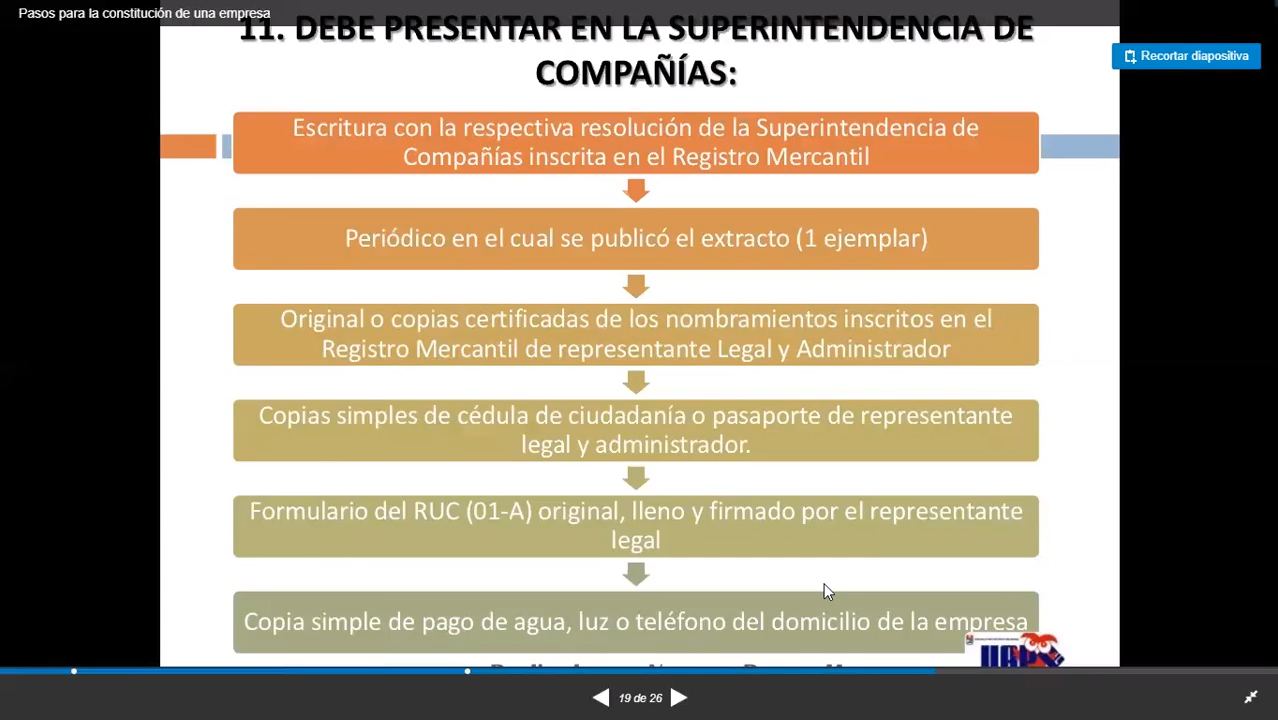 Pasos para la constitución de una empresa
11. DEBE PRESENTAR EN LA SUPERINTENDENCIA DE
COMPAÑÍAS:
Recortar diapositiva
Escritura con la respectiva resolución de la Superintendencia de
Compañías inscrita en el Registro Mercantil
Periódico en el cual se publicó el extracto (1 ejemplar)
Original o copias certificadas de los nombramientos inscritos en el
Registro Mercantil de representante Legal y Administrador
Copias simples de cédula de ciudadanía o pasaporte de representante
legal y administrador.
Formulario del RUC (01-A) original, lleno y firmado por el representante
legal
Copia simple de pago de agua, luz o teléfono del domicilio de la empresa
19 de 26